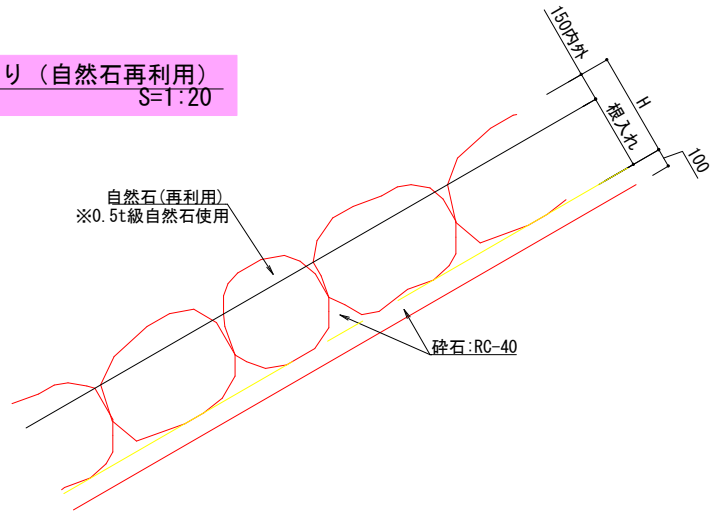 り（自然石再利用）
S=1:20
150内外
H
根入れ
100
自然石(再利用)
※0.5t級自然石使用
砕石:RC-40